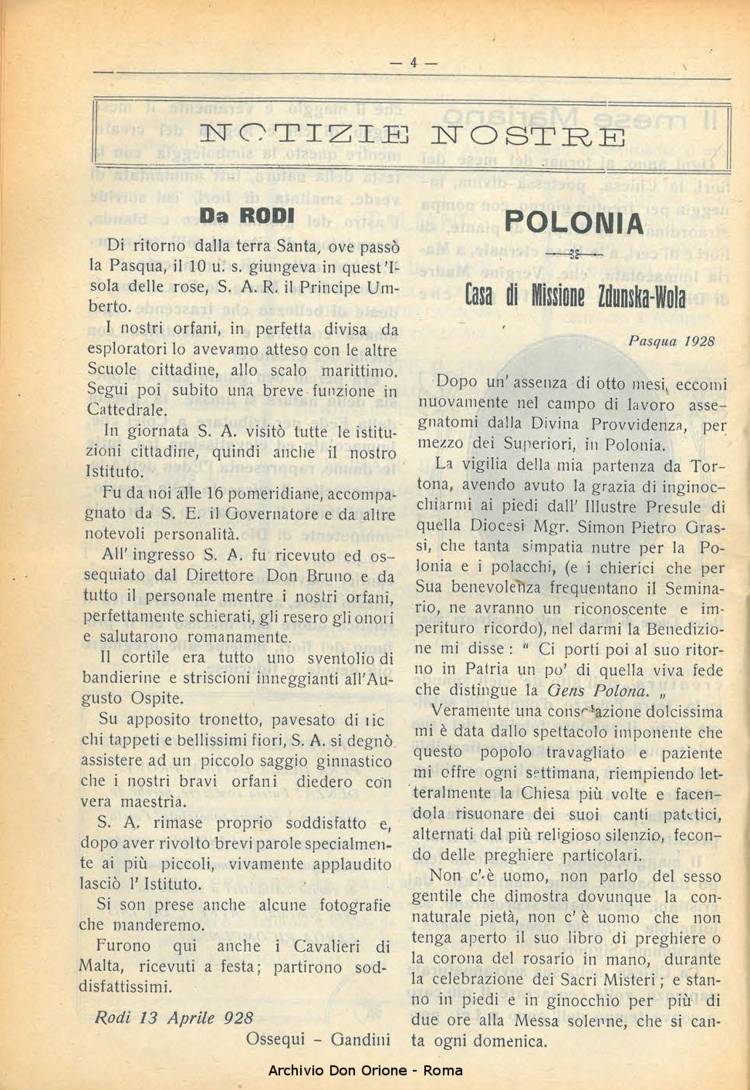 — 4 —
NOTIZIE NOSTRE
Da RODI
Di ritorno dalla terra Santa, ove passò
la Pasqua, il 10 u. s. giungeva in quest'I-
sola delle rose, S. A. R. il Principe Um-
berto.
I nostri orfani, in perfetta divisa da
esploratori lo avevamo atteso con le altre
Scuole cittadine, allo scalo marittimo.
Segui poi subito una breve funzione in
Cattedrale.
In giornata S. A. visitò tutte le istitu-
zioni cittadine, quindi anche il nostro
Istituto.
Fu da noi alle 16 pomeridiane, accompa-
gnato da S. E. il Governatore e da altre
notevoli personalità.
All' ingresso S. A. fu ricevuto ed os-
sequiato dal Direttore Don Bruno e da
tutto il personale mentre i nostri orfani,
perfettamente schierati, gli resero gli onori
e salutarono romanamente.
Il cortile era tutto uno sventolio di
bandierine e striscioni inneggianti all'Au-
gusto Ospite.
Su apposito tronetto, pavesato di ric
chi tappeti e bellissimi fiori, S. A. si degnò
assistere ad un piccolo saggio ginnastico
che i nostri bravi orfani diedero con
vera maestrìa.
S. A. rimase proprio soddisfatto e,
dopo aver rivolto brevi parole specialmen-
te ai più piccoli, vivamente applaudito
lasciò l' Istituto.
Si son prese anche alcune fotografie
che manderemo.
Furono qui anche i Cavalieri di
Malta, ricevuti a festa; partirono sod-
disfattissimi.
Rodi 13 Aprile 928
Ossequi - Gandini
POLONIA
Casa di Missione Zdunska-Wola
Pasqua 1928
Dopo un' assenza di otto mesi, eccomi
nuovamente nel campo di lavoro asse-
gnatomi dalla Divina Provvidenza, per
mezzo dei Superiori, in Polonia.
La vigilia della mia partenza da Tor-
tona, avendo avuto la grazia di inginoc-
chiarmi ai piedi dall' Illustre Presule di
quella Diocesi Mgr. Simon Pietro Gras-
si, che tanta simpatia nutre per la Po-
lonia e i polacchi, (e i chierici che per
Sua benevolenza frequentano il Semina-
rio, ne avranno un riconoscente e im-
perituro ricordo), nel darmi la Benedizio-
ne mi disse : " Ci porti poi al suo ritor-
no in Patria un po' di quella viva fede
che distingue la Gens Polona. „
Veramente una consolazione dolcissima
mi è data dallo spettacolo imponente che
questo popolo travagliato e paziente
mi offre ogni settimana, riempiendo let-
teralmente la Chiesa più volte e facen-
dola risuonare dei suoi canti patetici,
alternati dal più religioso silenzio, fecon-
do delle preghiere particolari.
Non c'è uomo, non parlo del sesso
gentile che dimostra dovunque la con-
naturale pietà, non c' è uomo che non
tenga aperto il suo libro di preghiere o
la corona del rosario in mano, durante
la celebrazione dei Sacri Misteri ; e stan-
no in piedi e in ginocchio per più di
due ore alla Messa solenne, che si can-
ta ogni domenica.
Archivio Don Orione - Roma